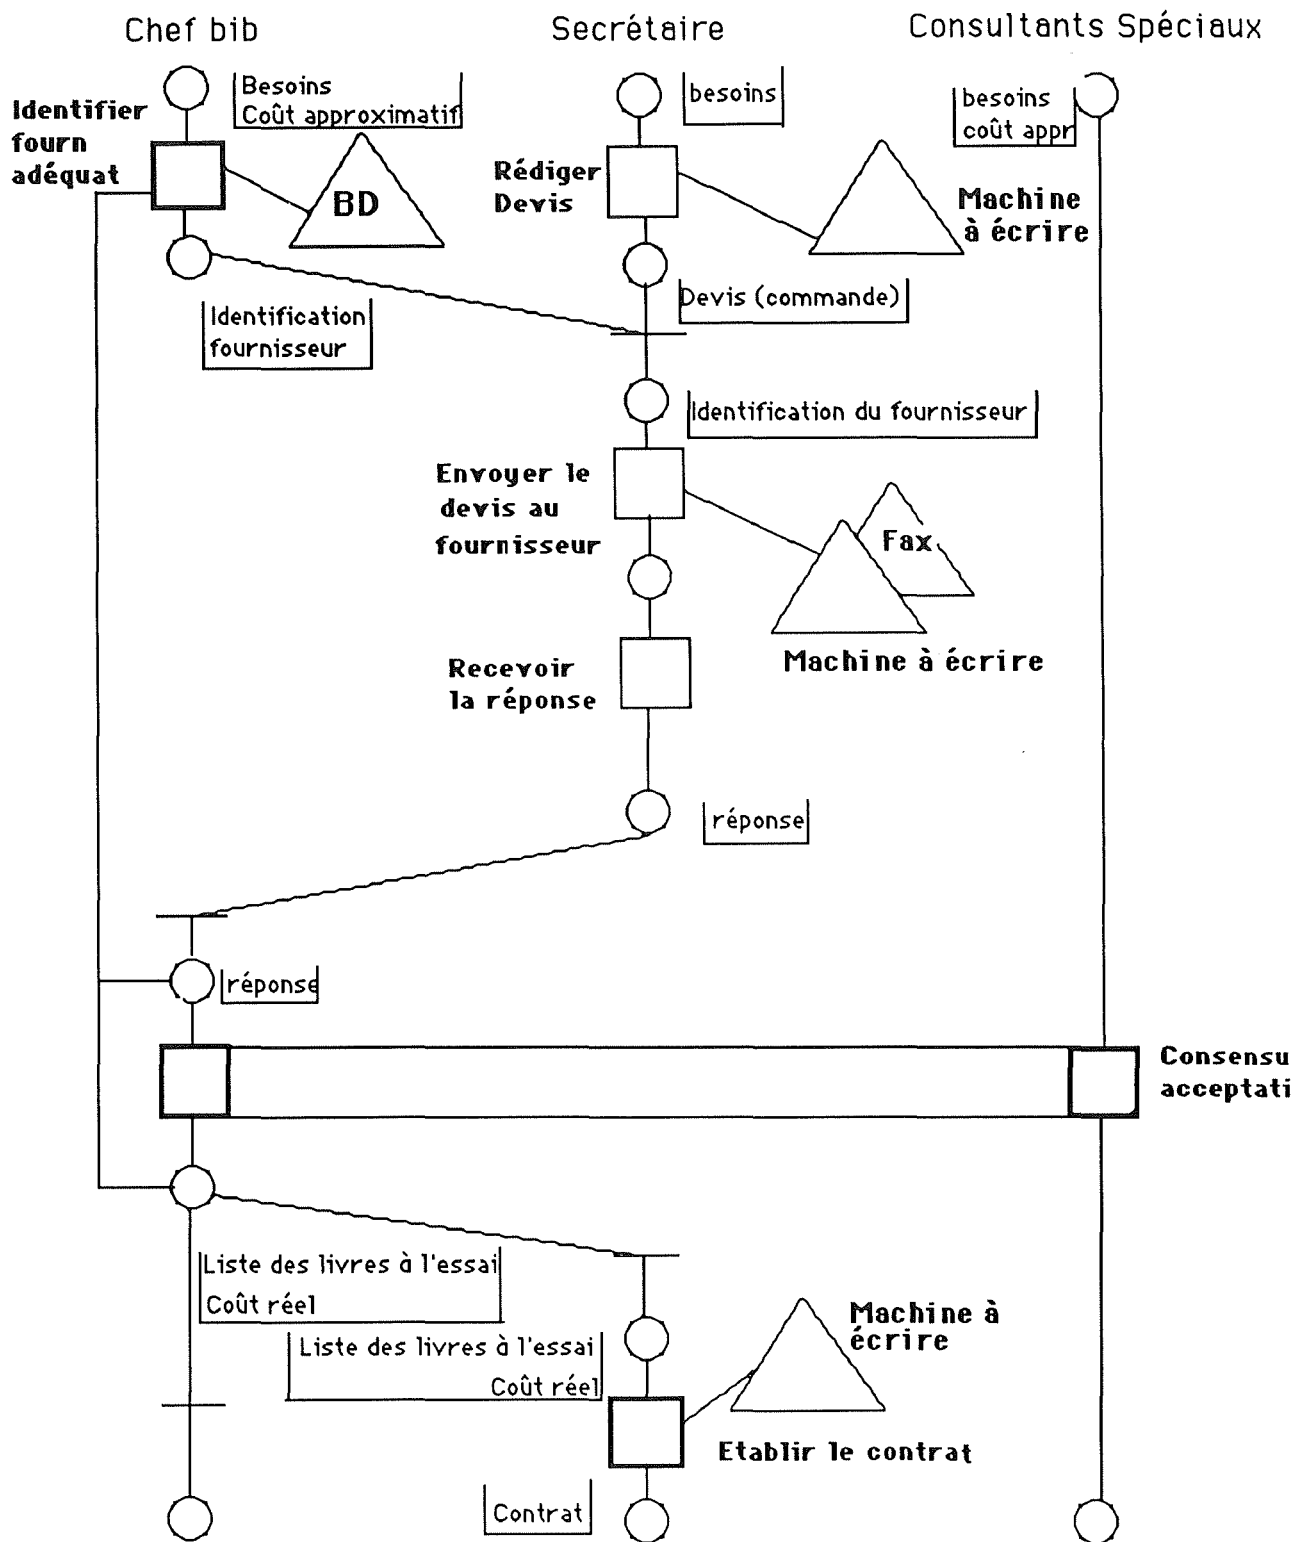 Chef bib
Secrétaire
Consultants Spéciaux
Besoins
Coût approximatif
Identifier
fourn
adéquat
BD
besoins
Rédiger
Devis
besoins
coût appr
Machine
à écrire
Identification
fournisseur
Devis (commande)
Identification du fournisseur
Envoyer le
devis au
fournisseur
Fax
Machine à écrire
Recevoir
la réponse
réponse
réponse
Consensu
acceptati
Liste des livres à l'essai
Coût réel
Liste des livres à l'essai
Coût réel
Machine à
écrire
Etablir le contrat
Contrat